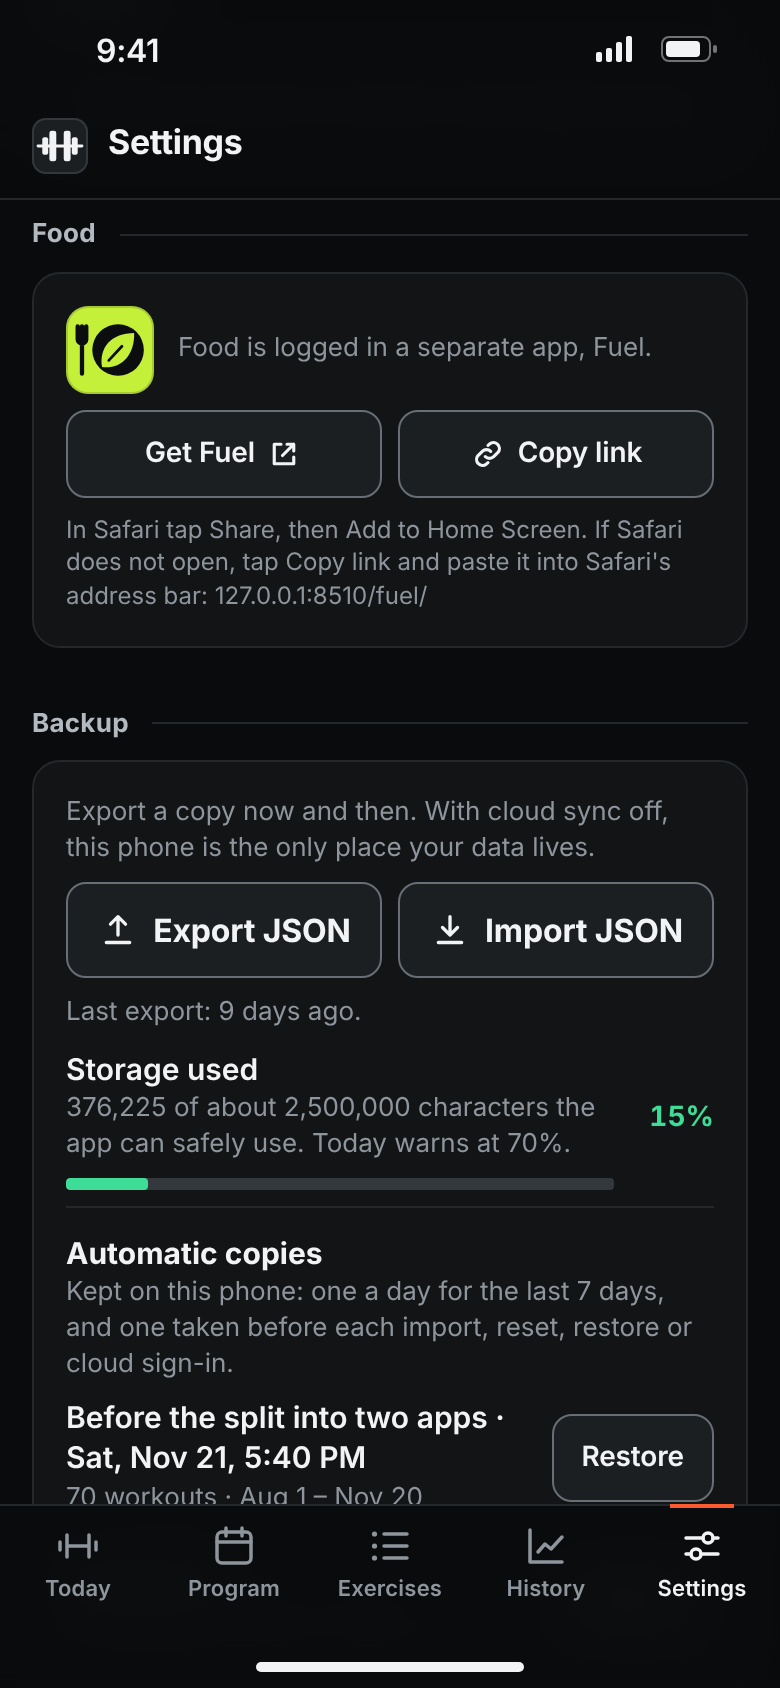 9:41
Settings
Food
Food is logged in a separate app, Fuel.
Get Fuel
Copy link
In Safari tap Share, then Add to Home Screen. If Safari
does not open, tap Copy link and paste it into Safari's
address bar: 127.0.0.1:8510/fuel/
Backup
Export a copy now and then. With cloud sync off,
this phone is the only place your data lives.
Export JSON
Import JSON
Last export: 9 days ago.
Storage used
376,225 of about 2,500,000 characters the
app can safely use. Today warns at 70%.
15%
Automatic copies
Kept on this phone: one a day for the last 7 days,
and one taken before each import, reset, restore or
cloud sign-in.
Before the split into two apps ·
Sat, Nov 21, 5:40 PM
Restore
70 workouts · Aug 1 – Nov 20
Today
Program
Exercises
History
Settings